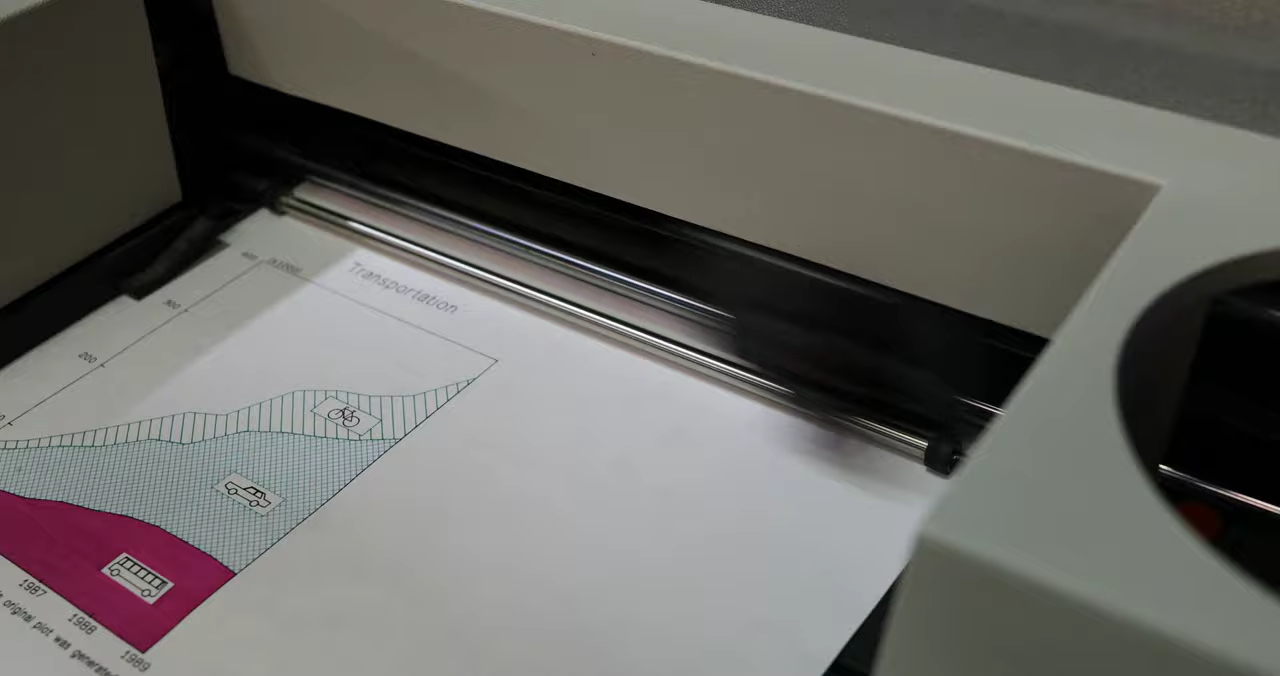 Transportation
400 (x1000)
300
200
1987
1988
1989
original plot was generated